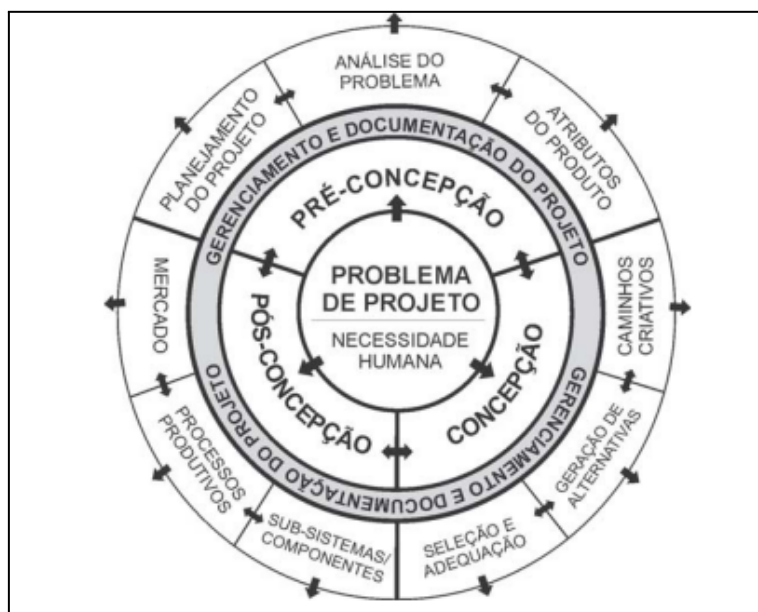 ANÁLISE DO
PROBLEMA
ATRIBUTOS
DO PRODUTO
CAMINHOS
CRIATIVOS
GERAÇÃO DE
ALTERNATIVAS
SELEÇÃO E
ADEQUAÇÃO
SUB-SISTEMAS/
COMPONENTES
PROCESSOS
PRODUTIVOS
MERCADO
PLANEJAMENTO
DO PROJETO
GERENCIAMENTO E DOCUMENTAÇÃO DO PROJETO
GERENCIAMENTO E DOCUMENTAÇÃO DO PROJETO
PRÉ-CONCEPÇÃO
CONCEPÇÃO
PÓS-CONCEPÇÃO
PROBLEMA
DE PROJETO
NECESSIDADE
HUMANA